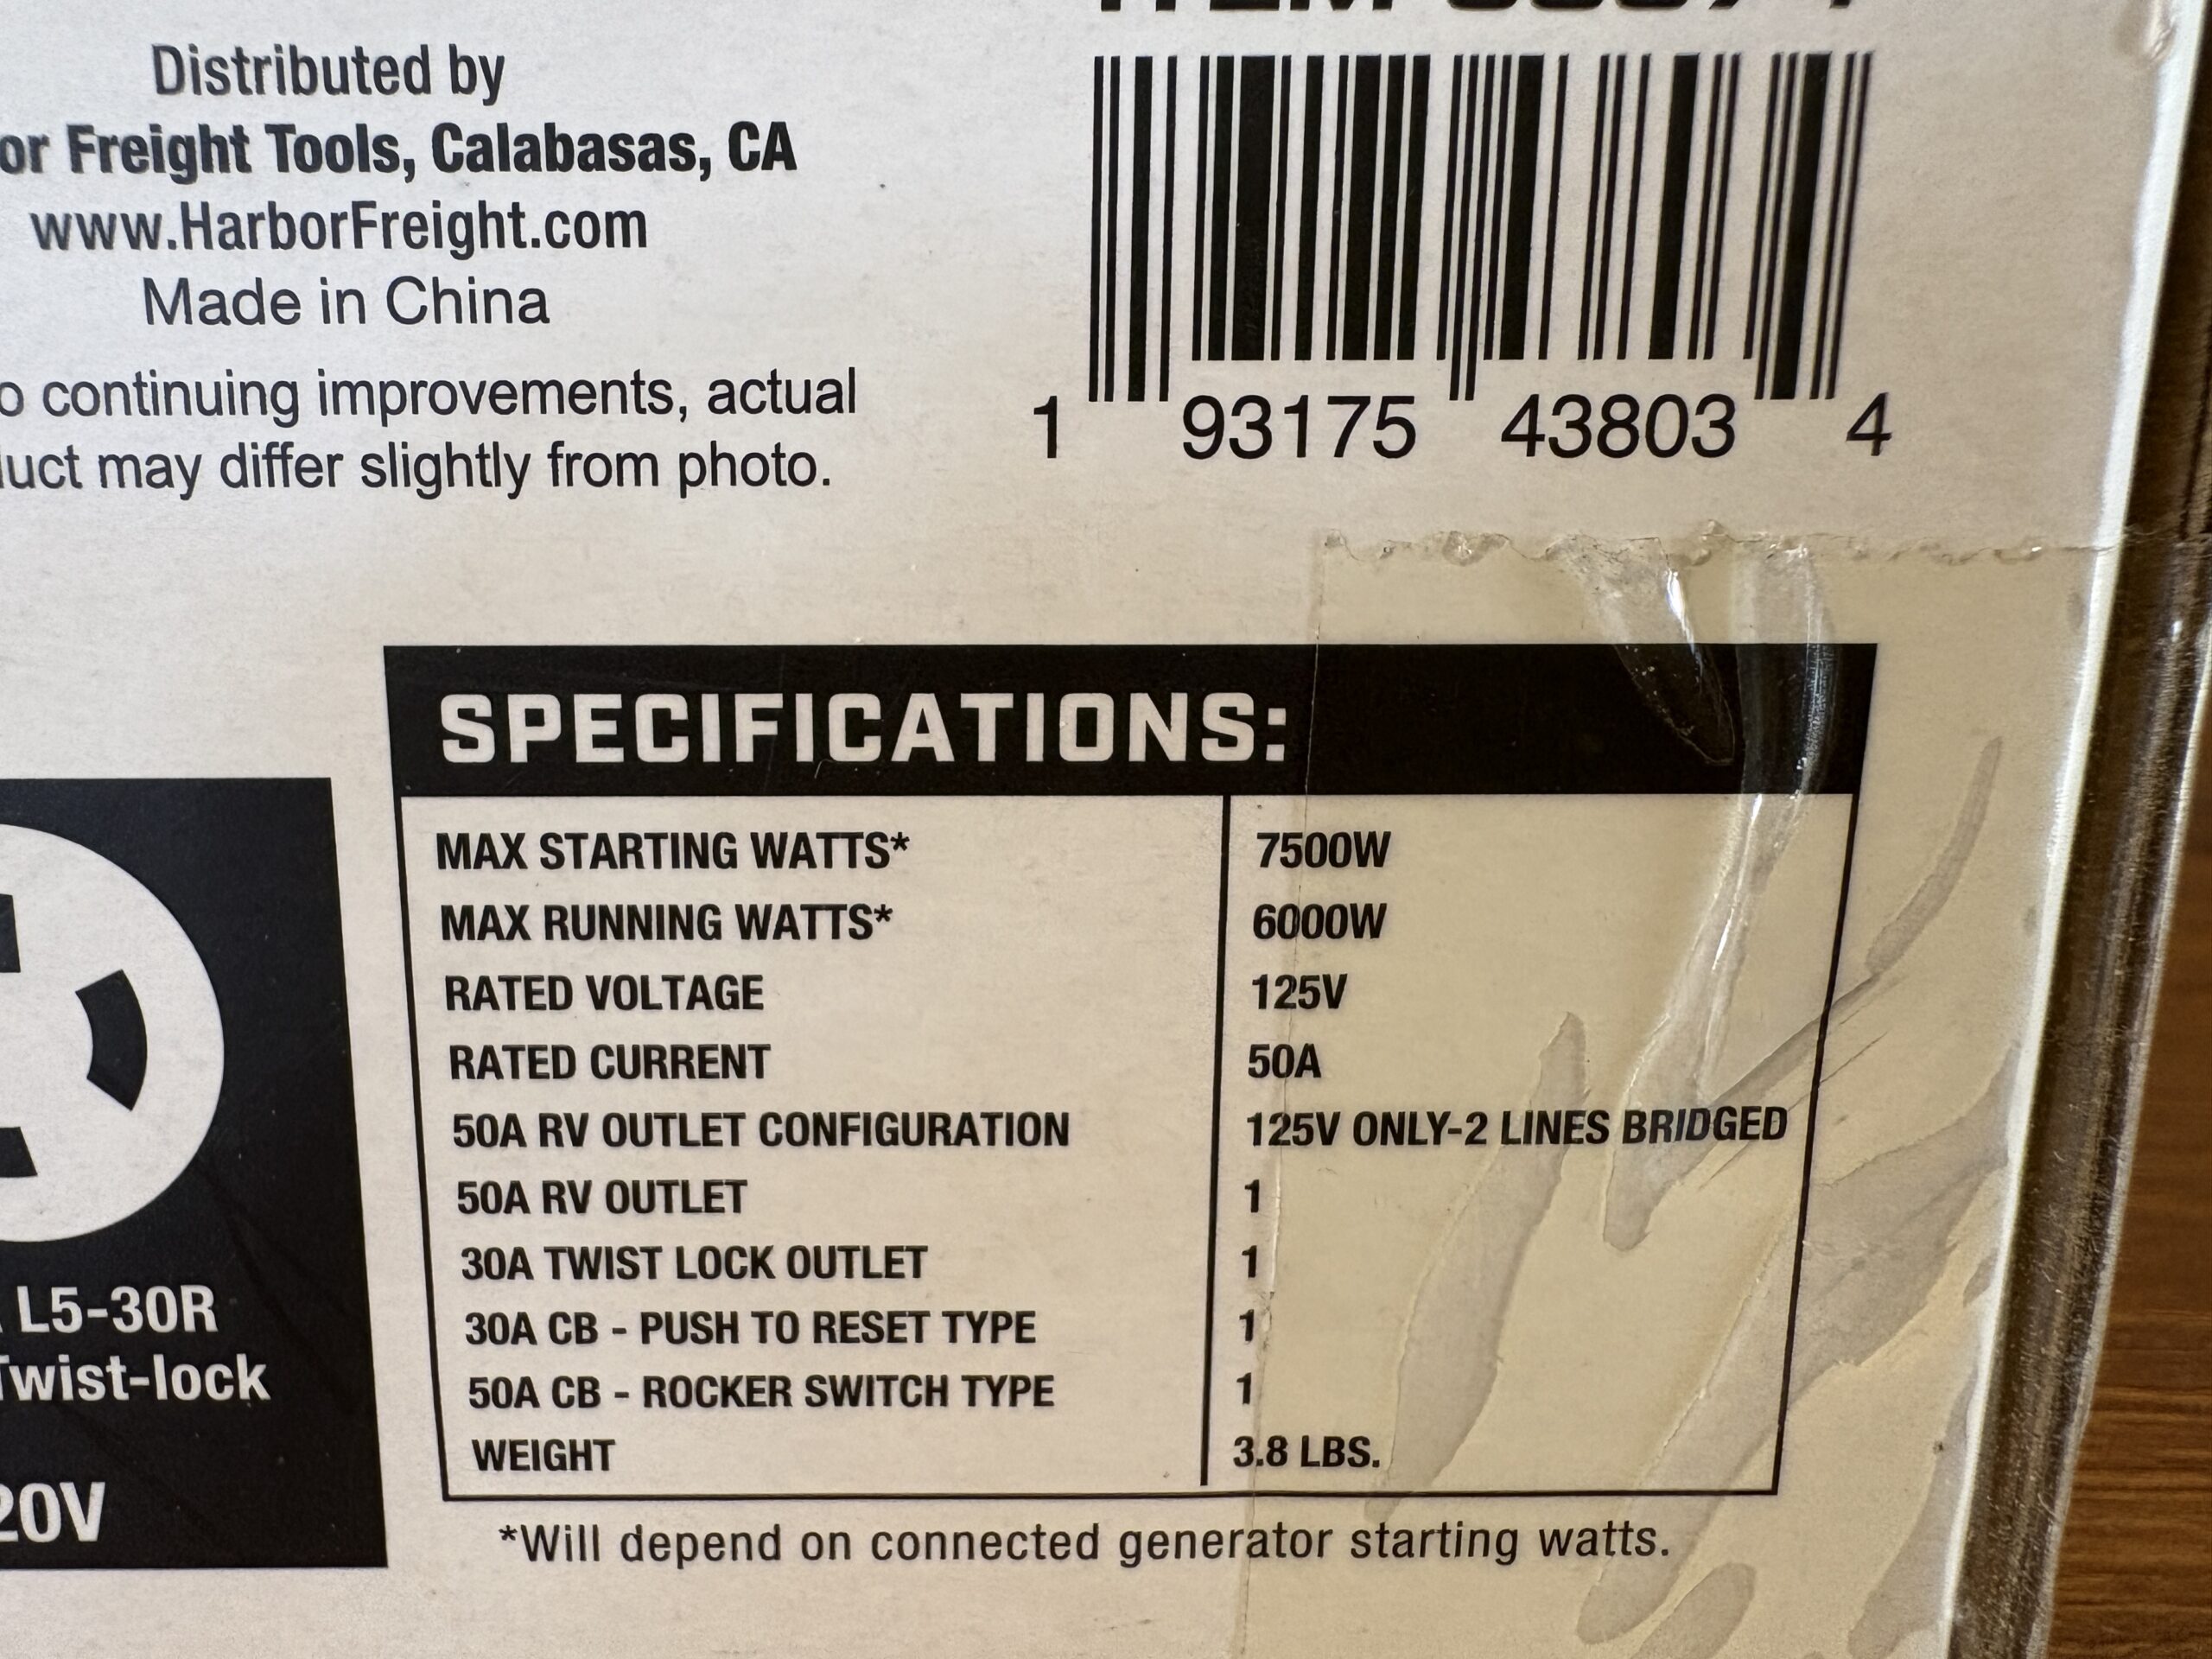 Distributed by
or Freight Tools, Calabasas, CA
www.HarborFreight.com
Made in China
o continuing improvements, actual
duct may differ slightly from photo.
ITEM
1 93175 43803 4
SPECIFICATIONS:
MAX STARTING WATTS* 7500W
MAX RUNNING WATTS* 6000W
RATED VOLTAGE 125V
RATED CURRENT 50A
50A RV OUTLET CONFIGURATION 125V ONLY-2 LINES BRIDGED
50A RV OUTLET 1
30A TWIST LOCK OUTLET 1
30A CB - PUSH TO RESET TYPE 1
50A CB - ROCKER SWITCH TYPE 1
WEIGHT 3.8 LBS.
*Will depend on connected generator starting watts.
L5-30R
Twist-lock
20V